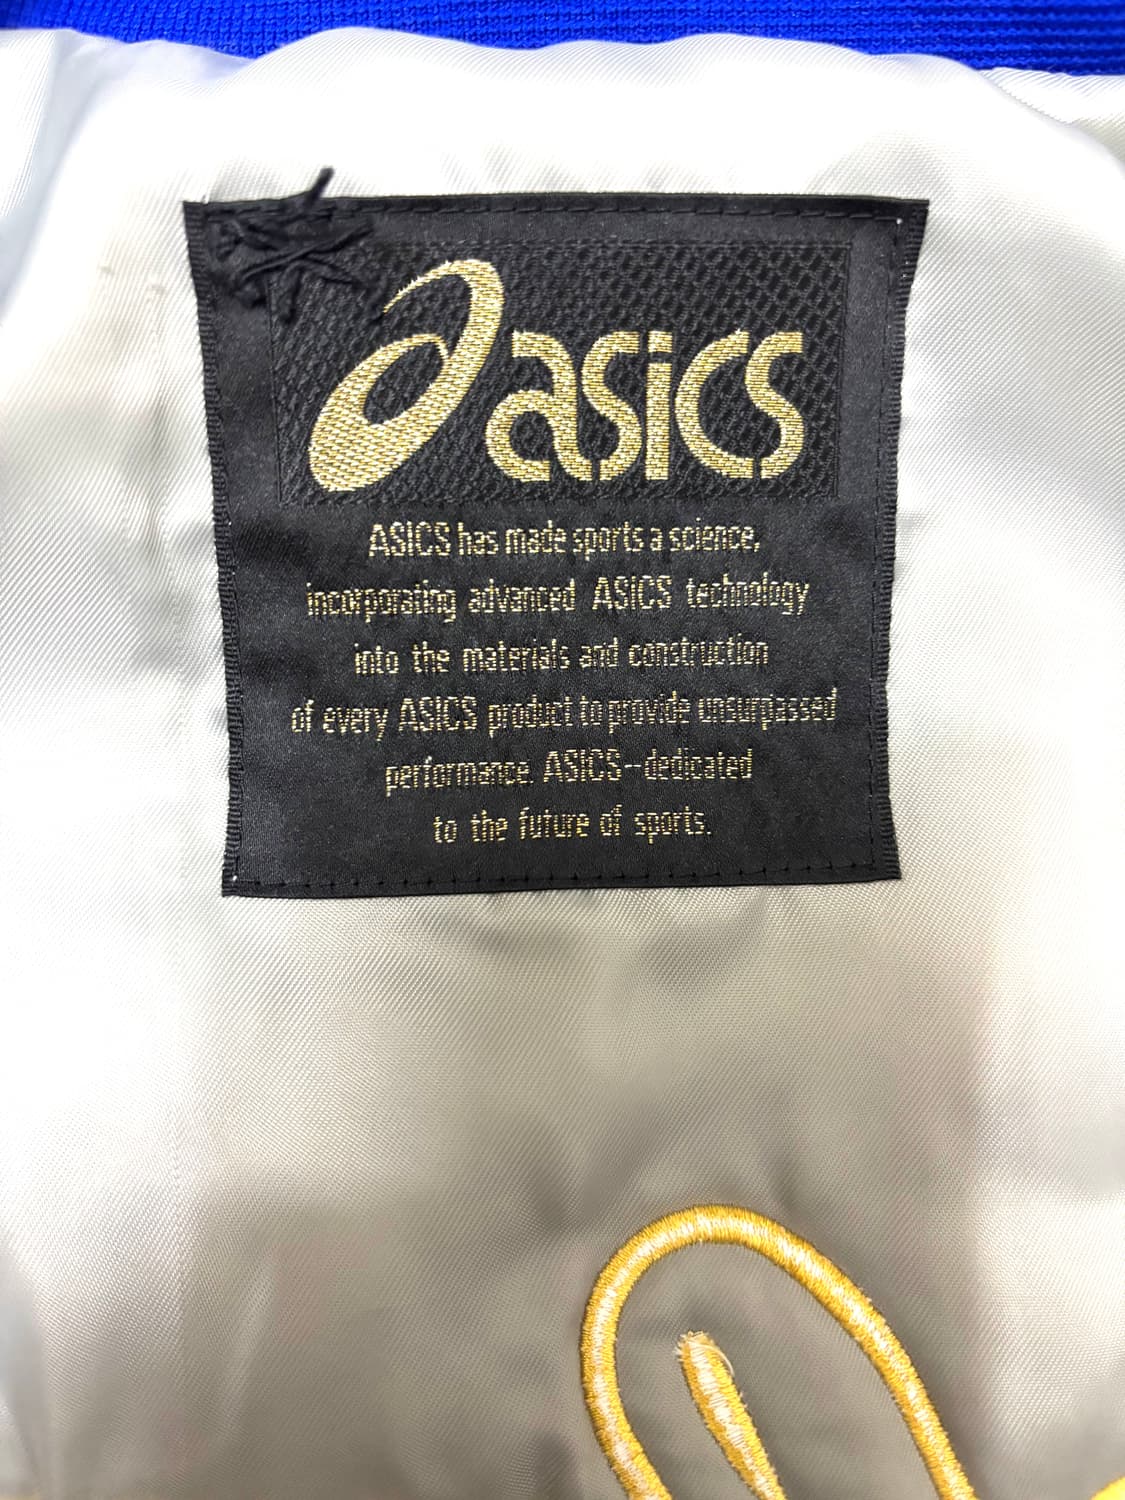 asics
ASICS has made sports a science,
incorporating advanced ASICS technology
into the materials and construction
of every ASICS product to provide unsurpassed
performance. ASICS--dedicated
to the future of sports.